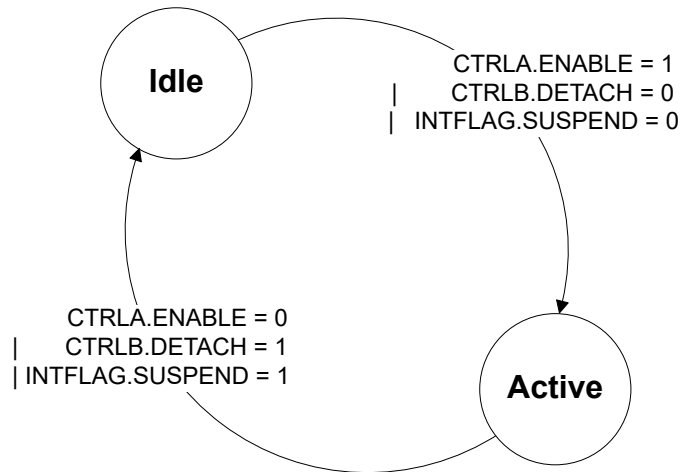 Idle
CTRLA.ENABLE = 1
| CTRLB.DETACH = 0
| INTFLAG.SUSPEND = 0
CTRLA.ENABLE = 0
| CTRLB.DETACH = 1
| INTFLAG.SUSPEND = 1
Active